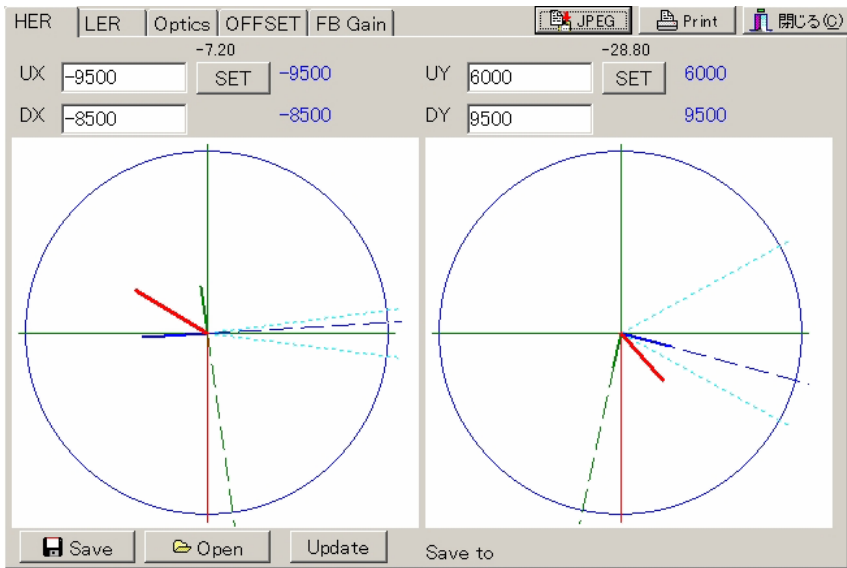 HER LER Optics OFFSET FB Gain JPEG Print 閉じる(C)
-7.20 -28.80
UX -9500 SET -9500 UY 6000 SET 6000
DX -8500 -8500 DY 9500 9500
Save Open Update Save to